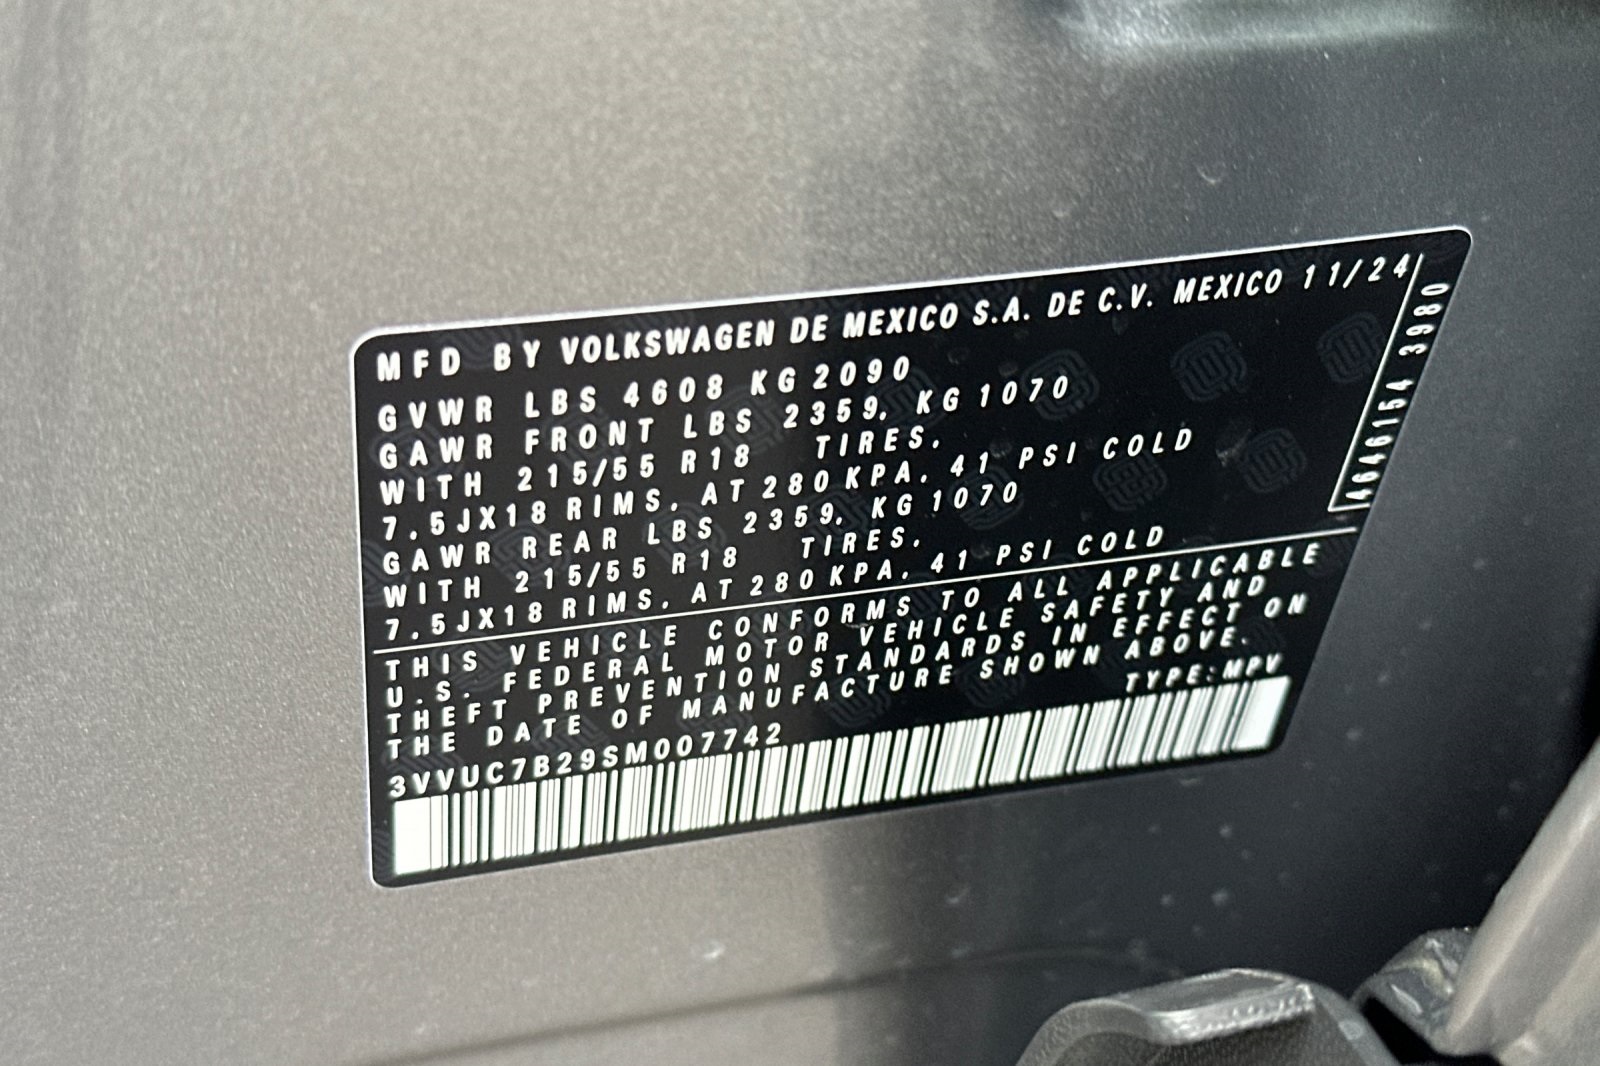 MFD BY VOLKSWAGEN DE MEXICO S.A. DE C.V. MEXICO 11/24
GVWR LBS 4608 KG 2090
GAWR FRONT LBS 2359, KG 1070
WITH 215/55 R18 TIRES.
7.5JX18 RIMS, AT 280 KPA. 41 PSI COLD
GAWR REAR LBS 2359, KG 1070
WITH 215/55 R18 TIRES.
7.5JX18 RIMS, AT 280 KPA. 41 PSI COLD
THIS VEHICLE CONFORMS TO ALL APPLICABLE
U.S. FEDERAL MOTOR VEHICLE SAFETY AND
THEFT PREVENTION STANDARDS IN EFFECT ON
THE DATE OF MANUFACTURE SHOWN ABOVE.
TYPE: MPV
3VVUC7B29SM007742
4646154 3980